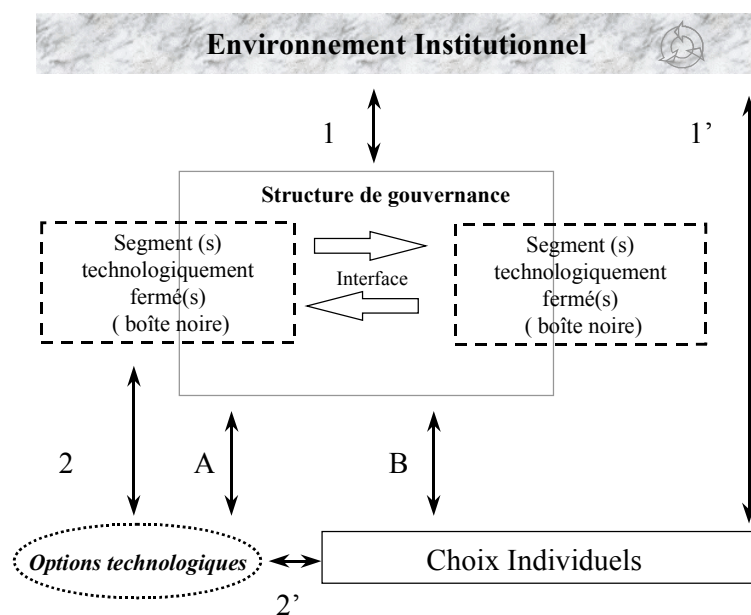 Environnement Institutionnel
1
1’
Structure de gouvernance
Segment (s)
technologiquement
fermé(s)
( boîte noire)
Interface
Segment (s)
technologiquement
fermé(s)
( boîte noire)
2
A
B
Options technologiques
Choix Individuels
2’